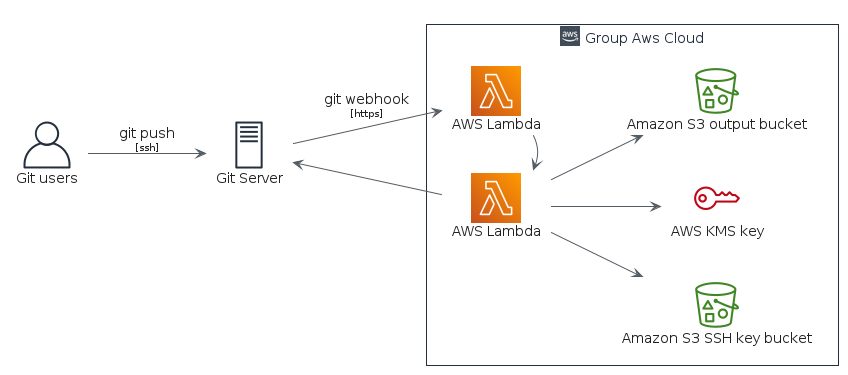 aws
Group Aws Cloud
git webhook
[https]
AWS Lambda
Amazon S3 output bucket
git push
[ssh]
Git users
Git Server
AWS Lambda
AWS KMS key
Amazon S3 SSH key bucket